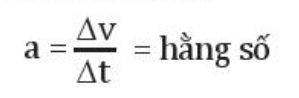 a = Δv/Δt = hằng số